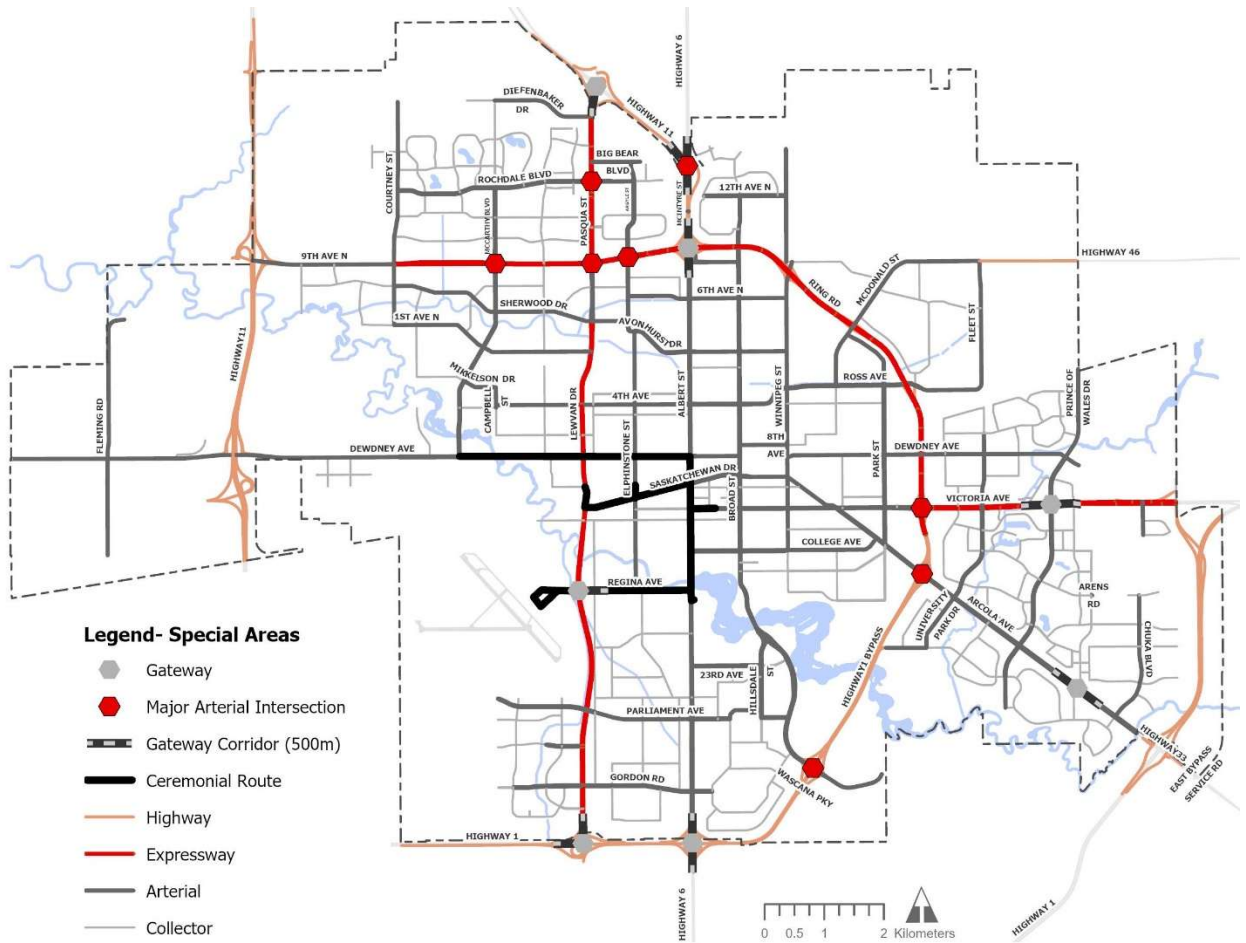 HIGHWAY 6
DIEFENBAKER
DR
HIGHWAY 11
BIG BEAR
BLVD
ROCHDALE BLVD
COURTNEY ST
MCCARTHY BLVD
PASQUA ST
ARGYLE ST
MCINTYRE ST
12TH AVE N
9TH AVE N
HIGHWAY 46
MCDONALD ST
RING RD
6TH AVE N
SHERWOOD DR
1ST AVE N
AVONHURST DR
FLEET ST
HIGHWAY11
MIKKELSON DR
ROSS AVE
CAMPBELL
ST
4TH AVE
LEWVAN DR
ALBERT ST
WINNIPEG ST
PRINCE OF
WALES DR
FLEMING RD
8TH
AVE
DEWDNEY AVE
DEWDNEY AVE
ELPHINSTONE ST
SASKATCHEWAN DR
BROAD ST
PARK ST
VICTORIA AVE
COLLEGE AVE
REGINA AVE
UNIVERSITY
PARK DR
ARCOLA AVE
ARENS
RD
CHUKA BLVD
HIGHWAY1 BYPASS
23RD AVE
HILLSDALE
ST
PARLIAMENT AVE
GORDON RD
WASCANA PKY
HIGHWAY33
EAST BYPASS
SERVICE RD
HIGHWAY 1
HIGHWAY 6
HIGHWAY 1
Legend- Special Areas
Gateway
Major Arterial Intersection
Gateway Corridor (500m)
Ceremonial Route
Highway
Expressway
Arterial
Collector
0 0.5 1 2 Kilometers